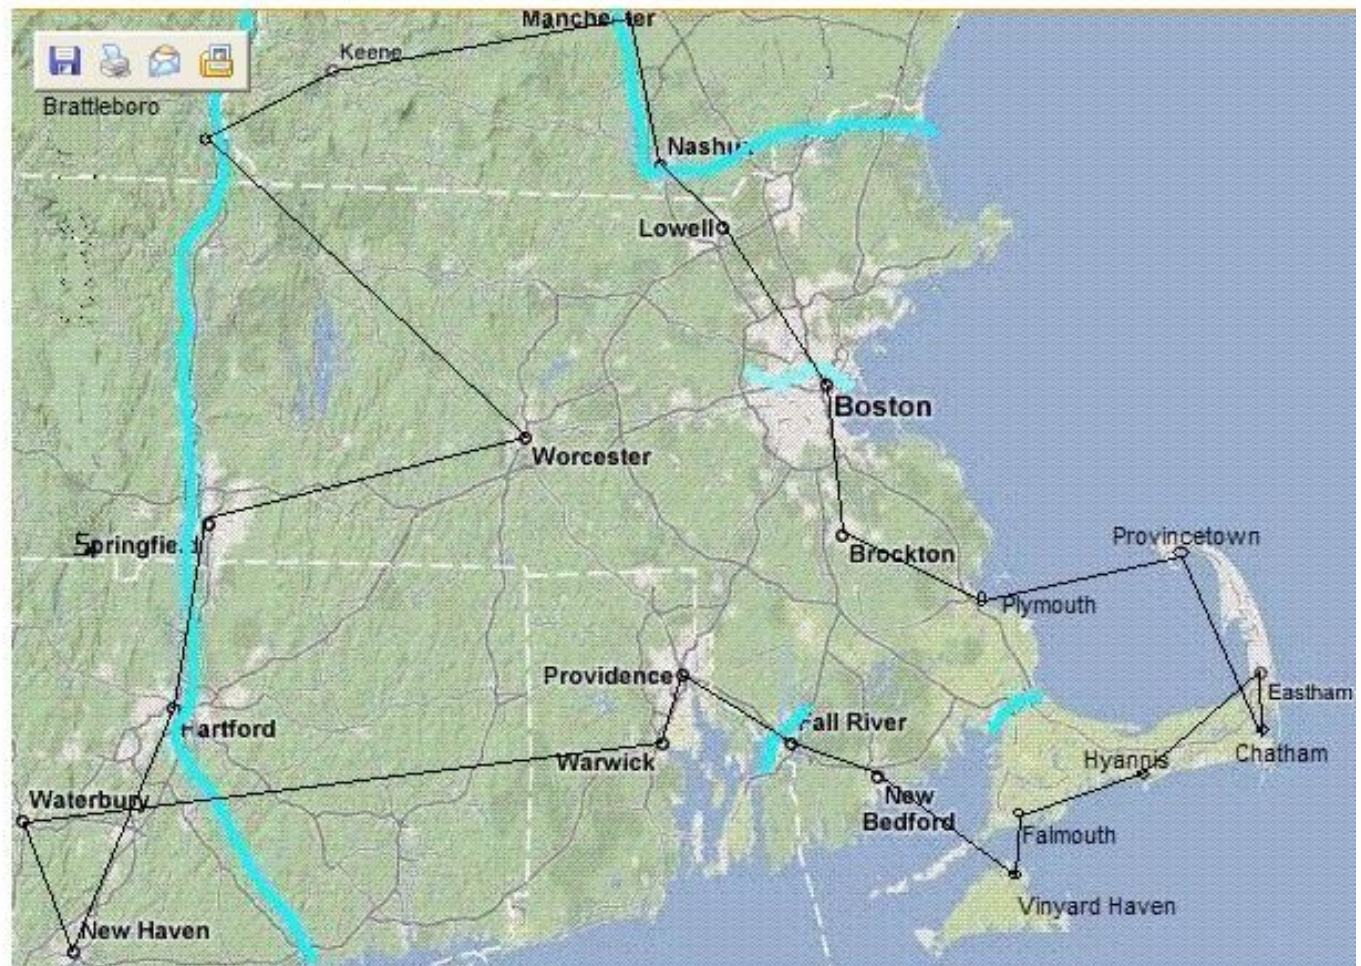 Manchester
Keene
Brattleboro
Nashua
Lowell
Boston
Worcester
Springfield
Brockton
Provincetown
Plymouth
Providence
Eastham
Hartford
Fall River
Warwick
Hyannis
Chatham
Waterbury
New
Bedford
Falmouth
Vinyard Haven
New Haven